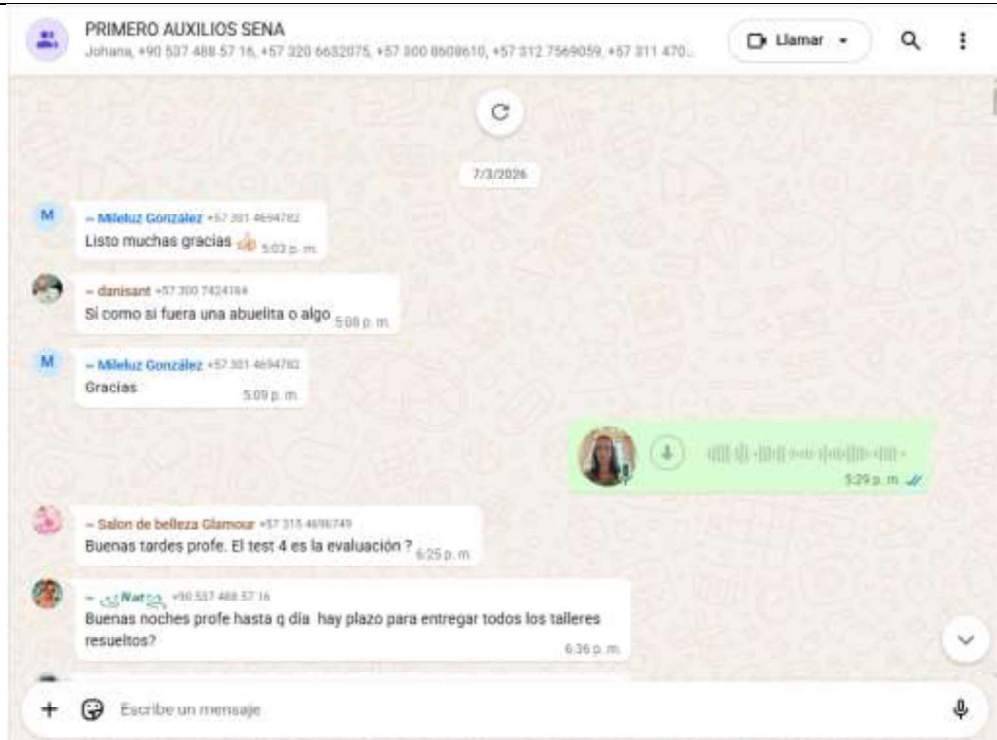 PRIMERO AUXILIOS SENA
Johana, +90 537 488 57 16, +57 320 6632075, +57 300 8608610, +57 312 7569059, +57 311 470...
Llamar
7/3/2026
M
~ Mileluz González +57 301 4694782
Listo muchas gracias 👍🏻 5:03 p. m.
~ danisant +57 300 7424164
Si como si fuera una abuelita o algo 5:08 p. m.
M
~ Mileluz González +57 301 4694782
Gracias
5:09 p. m.
5:29 p. m.
~ Salon de belleza Glamour +57 315 4696749
Buenas tardes profe. El test 4 es la evaluación ? 6:25 p. m.
~ Nat +90 537 488 57 16
Buenas noches profe hasta q día hay plazo para entregar todos los talleres
resueltos?
6:36 p. m.
Escribe un mensaje